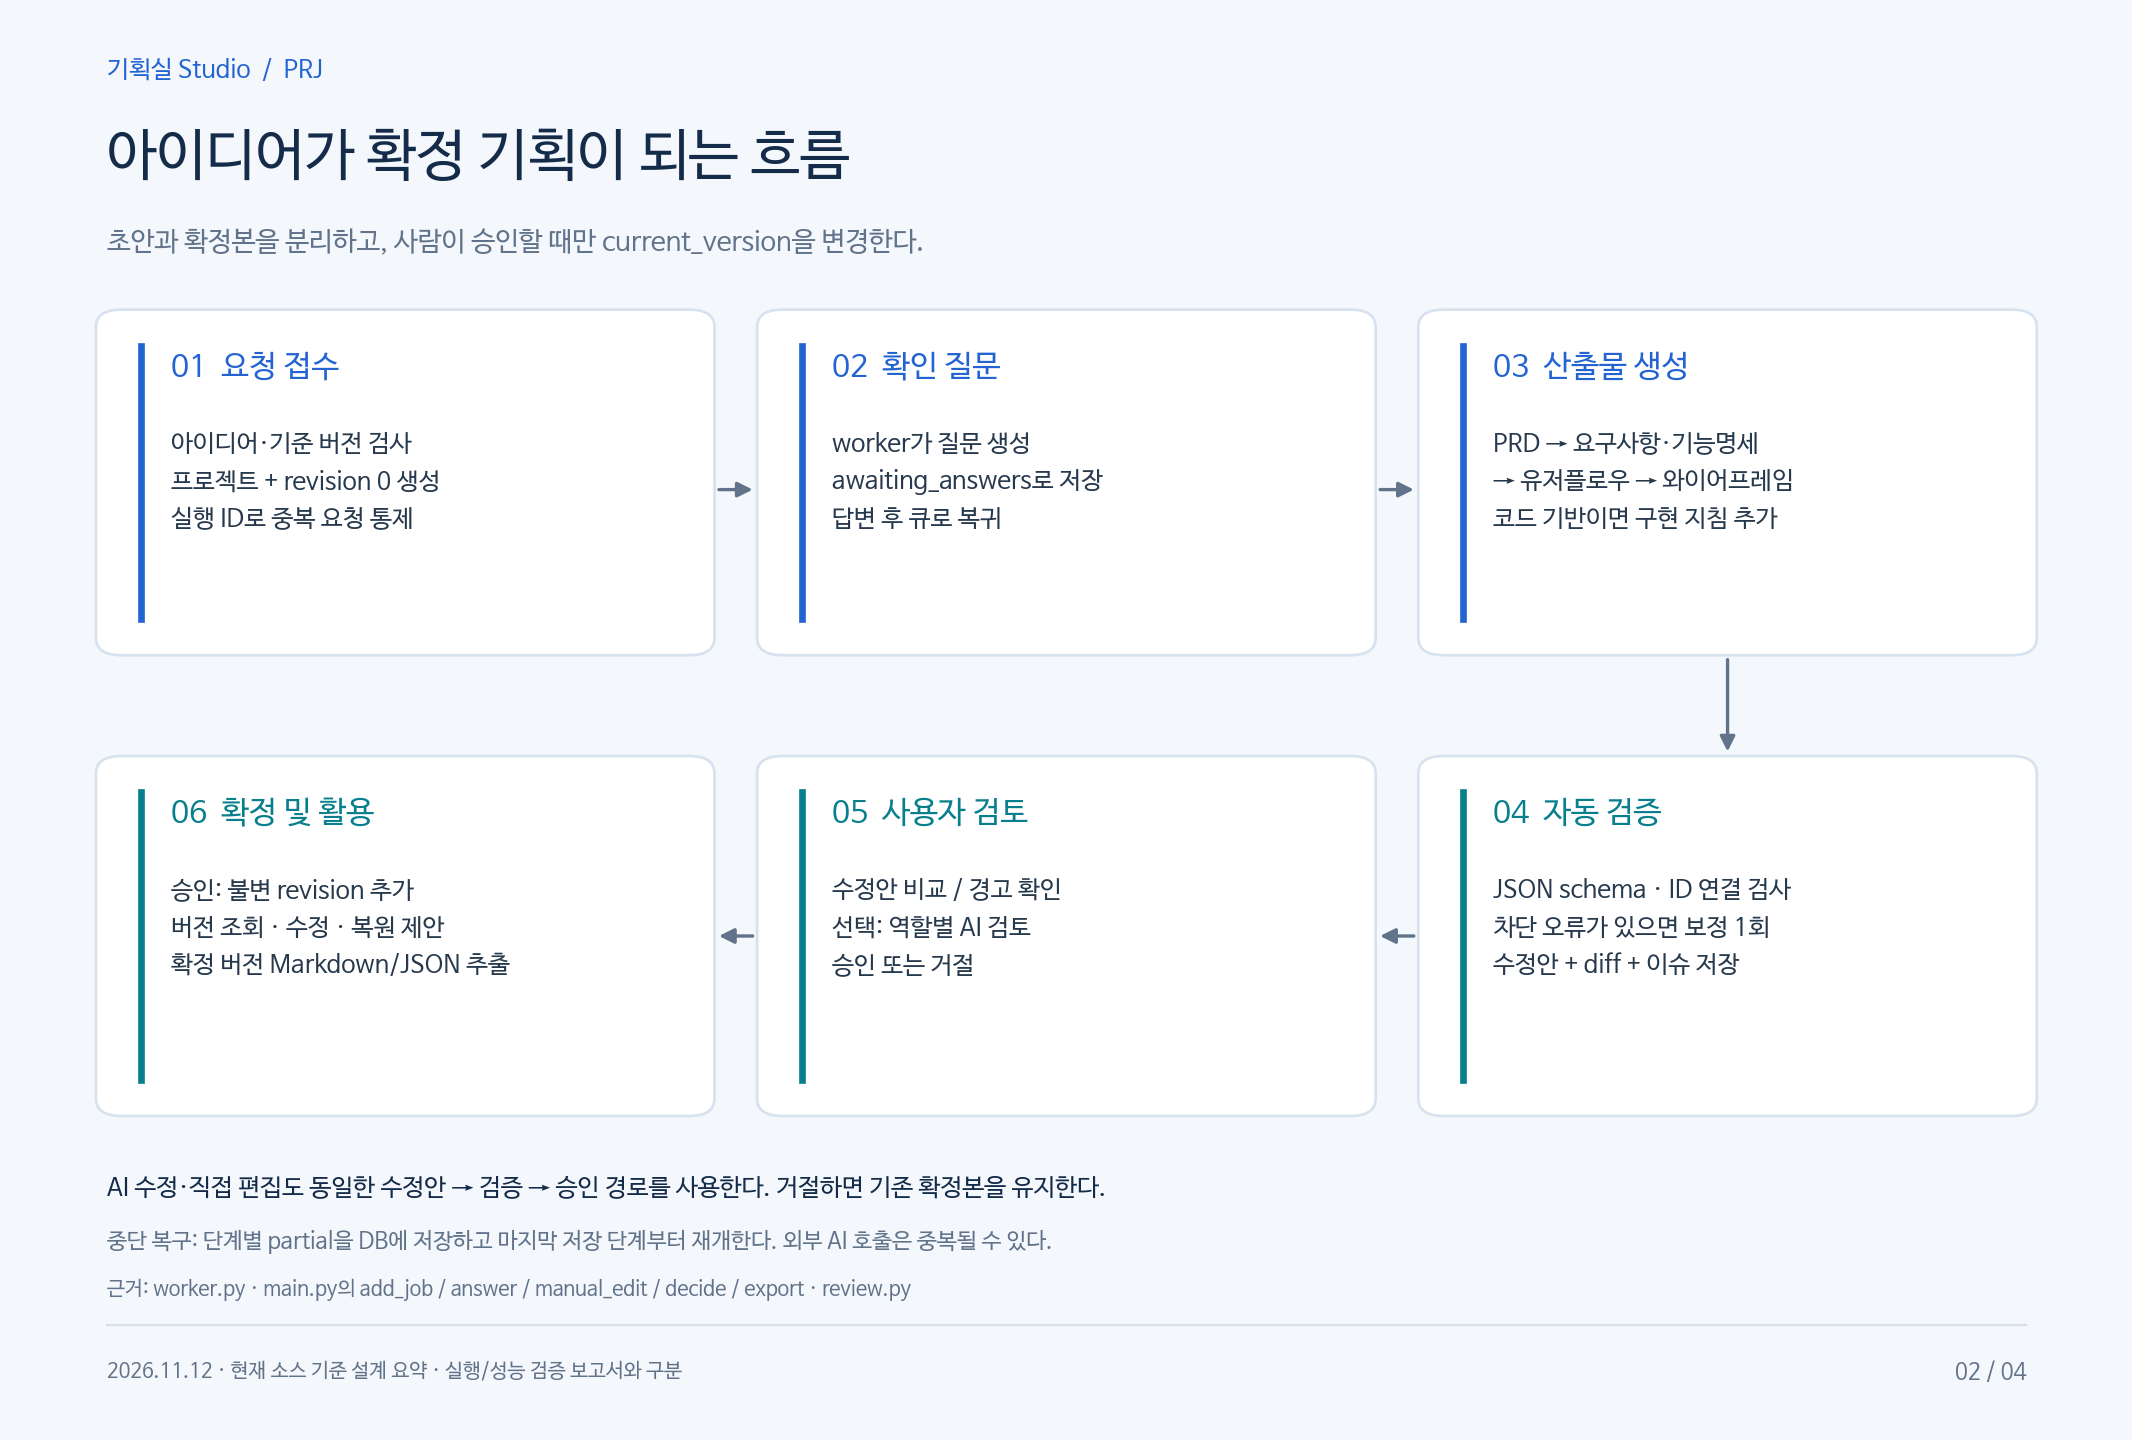 기획실 Studio / PRJ
아이디어가 확정 기획이 되는 흐름
초안과 확정본을 분리하고, 사람이 승인할 때만 current_version을 변경한다.
01 요청 접수
아이디어·기준 버전 검사
프로젝트 + revision 0 생성
실행 ID로 중복 요청 통제
02 확인 질문
worker가 질문 생성
awaiting_answers로 저장
답변 후 큐로 복귀
03 산출물 생성
PRD → 요구사항·기능명세
→ 유저플로우 → 와이어프레임
코드 기반이면 구현 지침 추가
04 자동 검증
JSON schema · ID 연결 검사
차단 오류가 있으면 보정 1회
수정안 + diff + 이슈 저장
05 사용자 검토
수정안 비교 / 경고 확인
선택: 역할별 AI 검토
승인 또는 거절
06 확정 및 활용
승인: 불변 revision 추가
버전 조회 · 수정 · 복원 제안
확정 버전 Markdown/JSON 추출
AI 수정·직접 편집도 동일한 수정안 → 검증 → 승인 경로를 사용한다. 거절하면 기존 확정본을 유지한다.
중단 복구: 단계별 partial을 DB에 저장하고 마지막 저장 단계부터 재개한다. 외부 AI 호출은 중복될 수 있다.
근거: worker.py · main.py의 add_job / answer / manual_edit / decide / export · review.py
2026.11.12 · 현재 소스 기준 설계 요약 · 실행/성능 검증 보고서와 구분
02 / 04